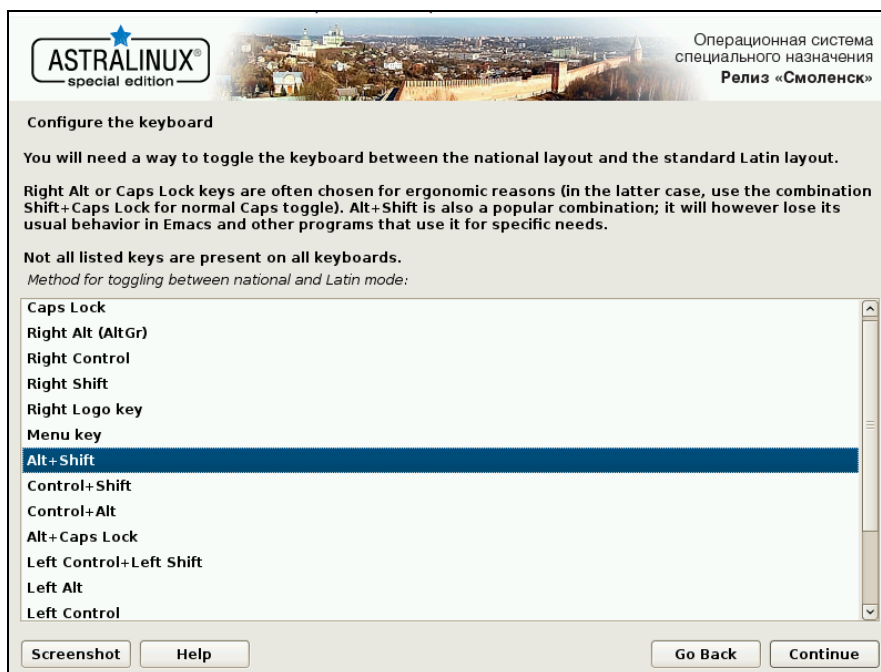 ASTRALINUX®
special edition
Операционная система
специального назначения
Релиз «Смоленск»
Configure the keyboard
You will need a way to toggle the keyboard between the national layout and the standard Latin layout.
Right Alt or Caps Lock keys are often chosen for ergonomic reasons (in the latter case, use the combination
Shift+Caps Lock for normal Caps toggle). Alt+Shift is also a popular combination; it will however lose its
usual behavior in Emacs and other programs that use it for specific needs.
Not all listed keys are present on all keyboards.
Method for toggling between national and Latin mode:
Caps Lock
Right Alt (AltGr)
Right Control
Right Shift
Right Logo key
Menu key
Alt+Shift
Control+Shift
Control+Alt
Alt+Caps Lock
Left Control+Left Shift
Left Alt
Left Control
Screenshot
Help
Go Back
Continue